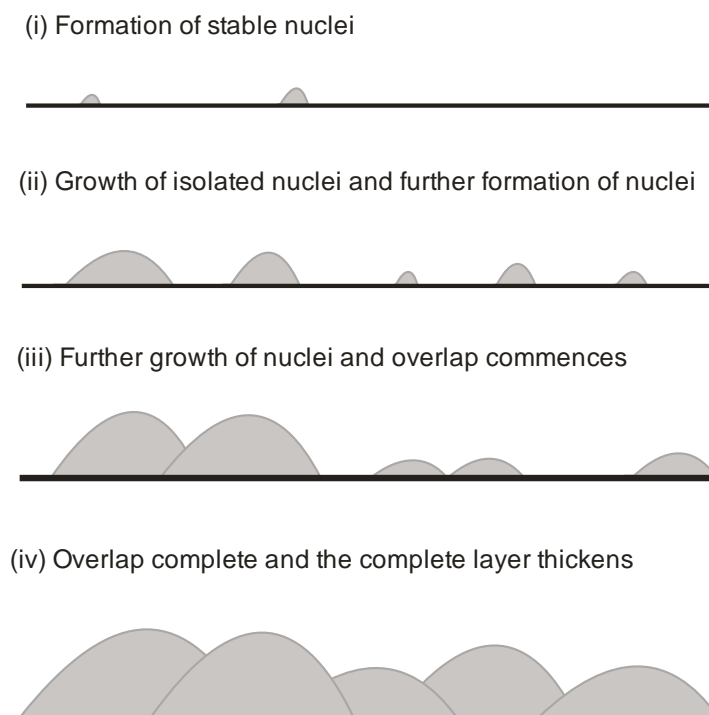 (i) Formation of stable nuclei
(ii) Growth of isolated nuclei and further formation of nuclei
(iii) Further growth of nuclei and overlap commences
(iv) Overlap complete and the complete layer thickens